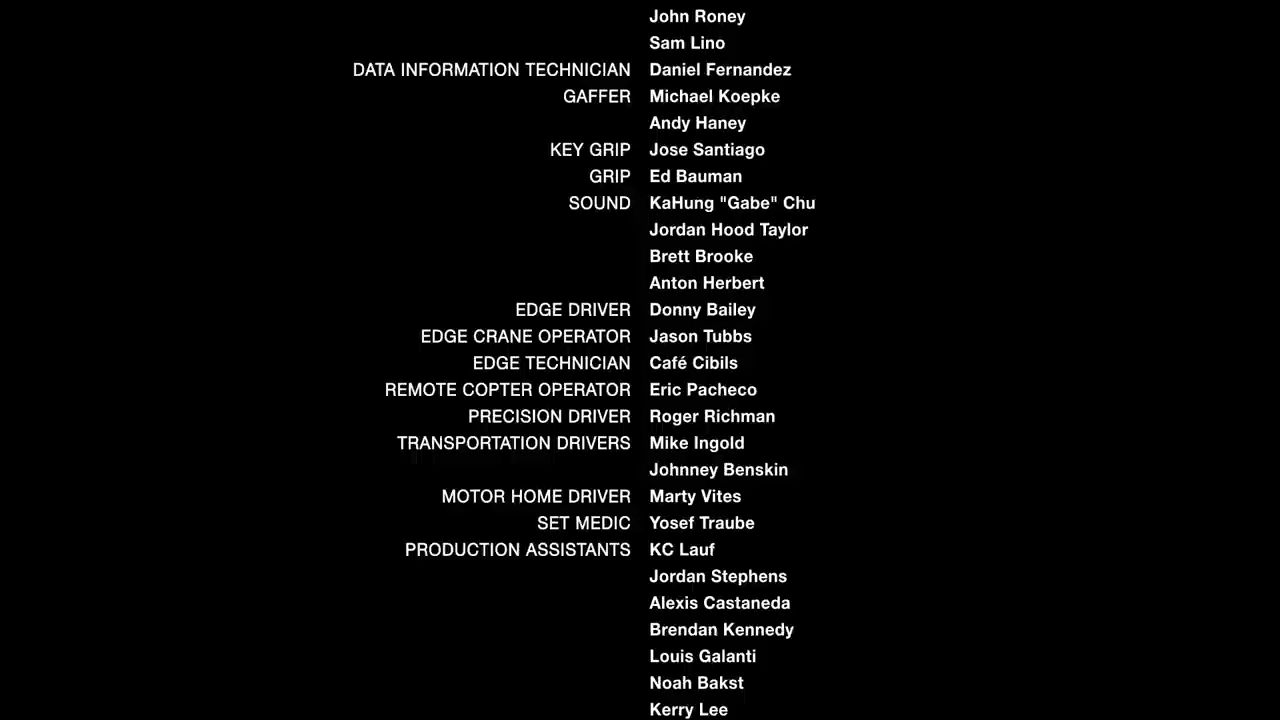 John Roney
Sam Lino
DATA INFORMATION TECHNICIAN Daniel Fernandez
GAFFER Michael Koepke
Andy Haney
KEY GRIP Jose Santiago
GRIP Ed Bauman
SOUND KaHung "Gabe" Chu
Jordan Hood Taylor
Brett Brooke
Anton Herbert
EDGE DRIVER Donny Bailey
EDGE CRANE OPERATOR Jason Tubbs
EDGE TECHNICIAN Café Cibils
REMOTE COPTER OPERATOR Eric Pacheco
PRECISION DRIVER Roger Richman
TRANSPORTATION DRIVERS Mike Ingold
Johnney Benskin
MOTOR HOME DRIVER Marty Vites
SET MEDIC Yosef Traube
PRODUCTION ASSISTANTS KC Lauf
Jordan Stephens
Alexis Castaneda
Brendan Kennedy
Louis Galanti
Noah Bakst
Kerry Lee